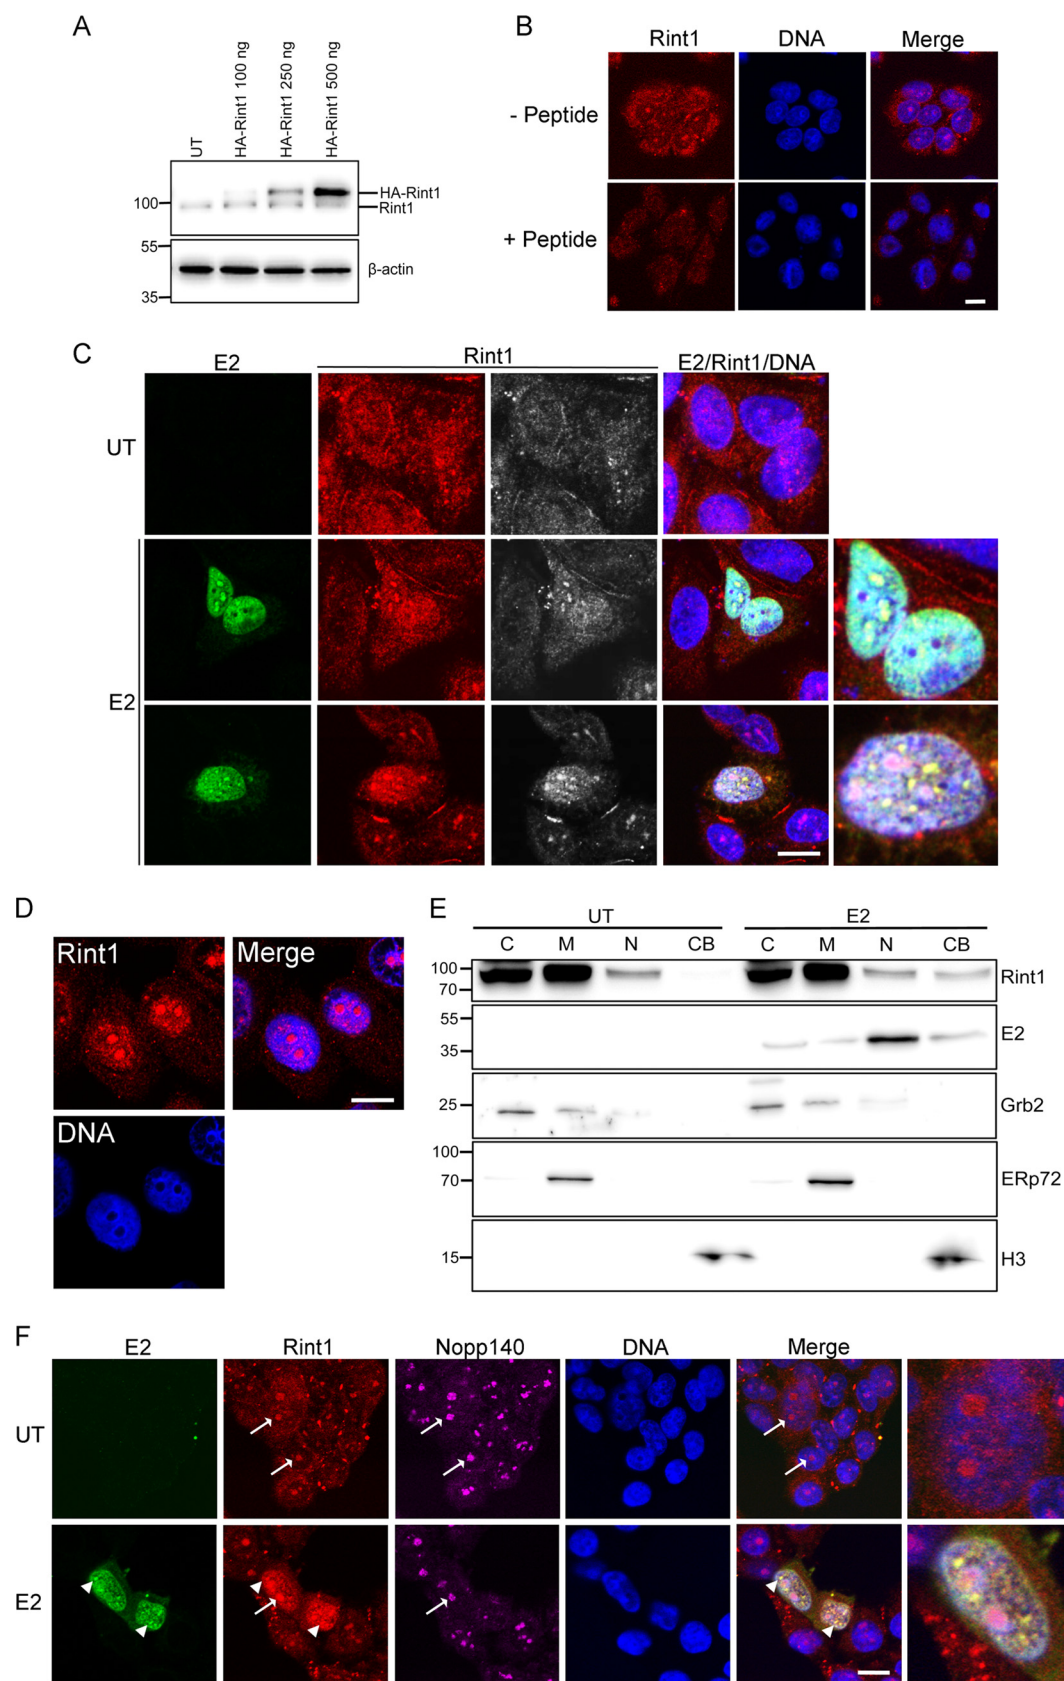 A
UT
HA-Rint1 100 ng
HA-Rint1 250 ng
HA-Rint1 500 ng
100
HA-Rint1
Rint1
55
35
β-actin
B
Rint1 DNA Merge
- Peptide
+ Peptide
C
E2 Rint1 E2/Rint1/DNA
UT
E2
D
Rint1 Merge
DNA
E
UT E2
C M N CB C M N CB
100
70
Rint1
55
35
E2
25
Grb2
100
70
ERp72
15
H3
F
E2 Rint1 Nopp140 DNA Merge
UT
E2